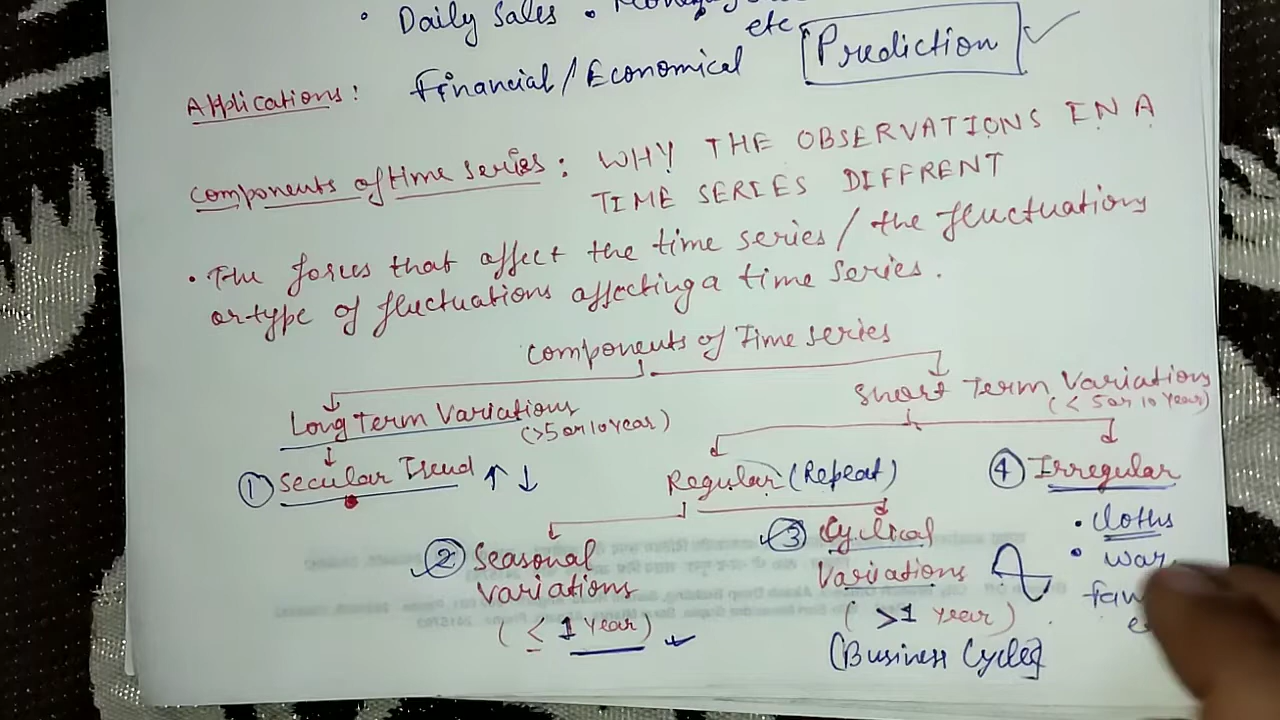 • Daily Sales •
etc.
Applications: Financial/Economical Prediction
Components of time series: WHY THE OBSERVATIONS IN A
TIME SERIES DIFFRENT
• The forces that affect the time series / the fluctuations
or type of fluctuations affecting a time series.
Components of Time series
Long Term Variations
(>5 or 10 year)
Short Term Variations
(< 5 or 10 year)
① Secular Trend ↑ ↓
Regular (Repeat)
④ Irregular
② Seasonal
Variations
(≤ 1 year)
③ Cyclical
Variations
(>1 year)
(Business Cycle)
• Cloths
• war